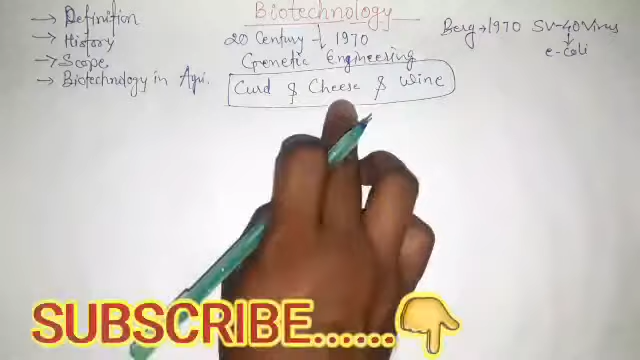 Biotechnology
→ Definition
→ History
→ Scope
→ Biotechnology in Agri.
20 Century → 1970
Genetic Engineering
Curd & Cheese & Wine
Berg → 1970 SV-40 Virus
e-Coli
SUBSCRIBE......